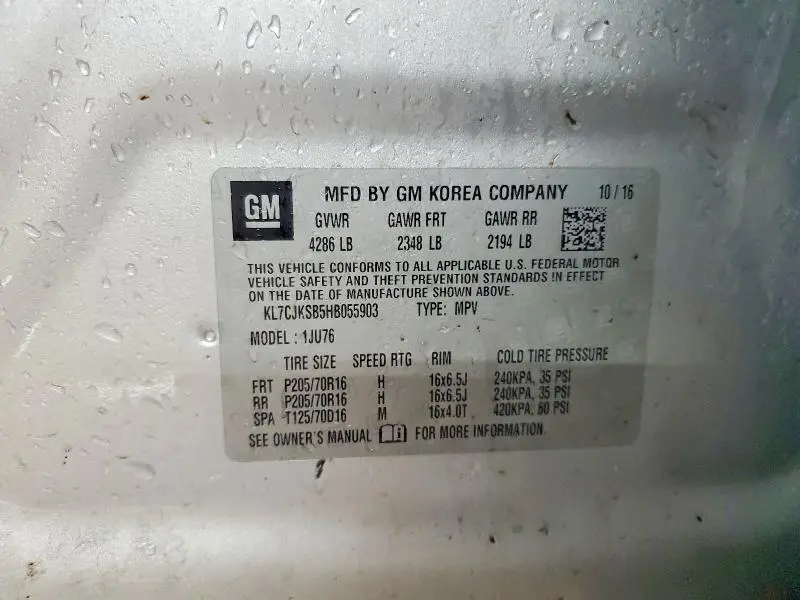 GM MFD BY GM KOREA COMPANY 10/16
GVWR GAWR FRT GAWR RR
4286 LB 2348 LB 2194 LB
THIS VEHICLE CONFORMS TO ALL APPLICABLE U.S. FEDERAL MOTOR
VEHICLE SAFETY AND THEFT PREVENTION STANDARDS IN EFFECT
ON THE DATE OF MANUFACTURE SHOWN ABOVE.
KL7CJKSB5HB055903 TYPE: MPV
MODEL : 1JU76
TIRE SIZE SPEED RTG RIM COLD TIRE PRESSURE
FRT P205/70R16 H 16x6.5J 240KPA, 35 PSI
RR P205/70R16 H 16x6.5J 240KPA, 35 PSI
SPA T125/70D16 M 16x4.0T 420KPA, 60 PSI
SEE OWNER'S MANUAL FOR MORE INFORMATION.